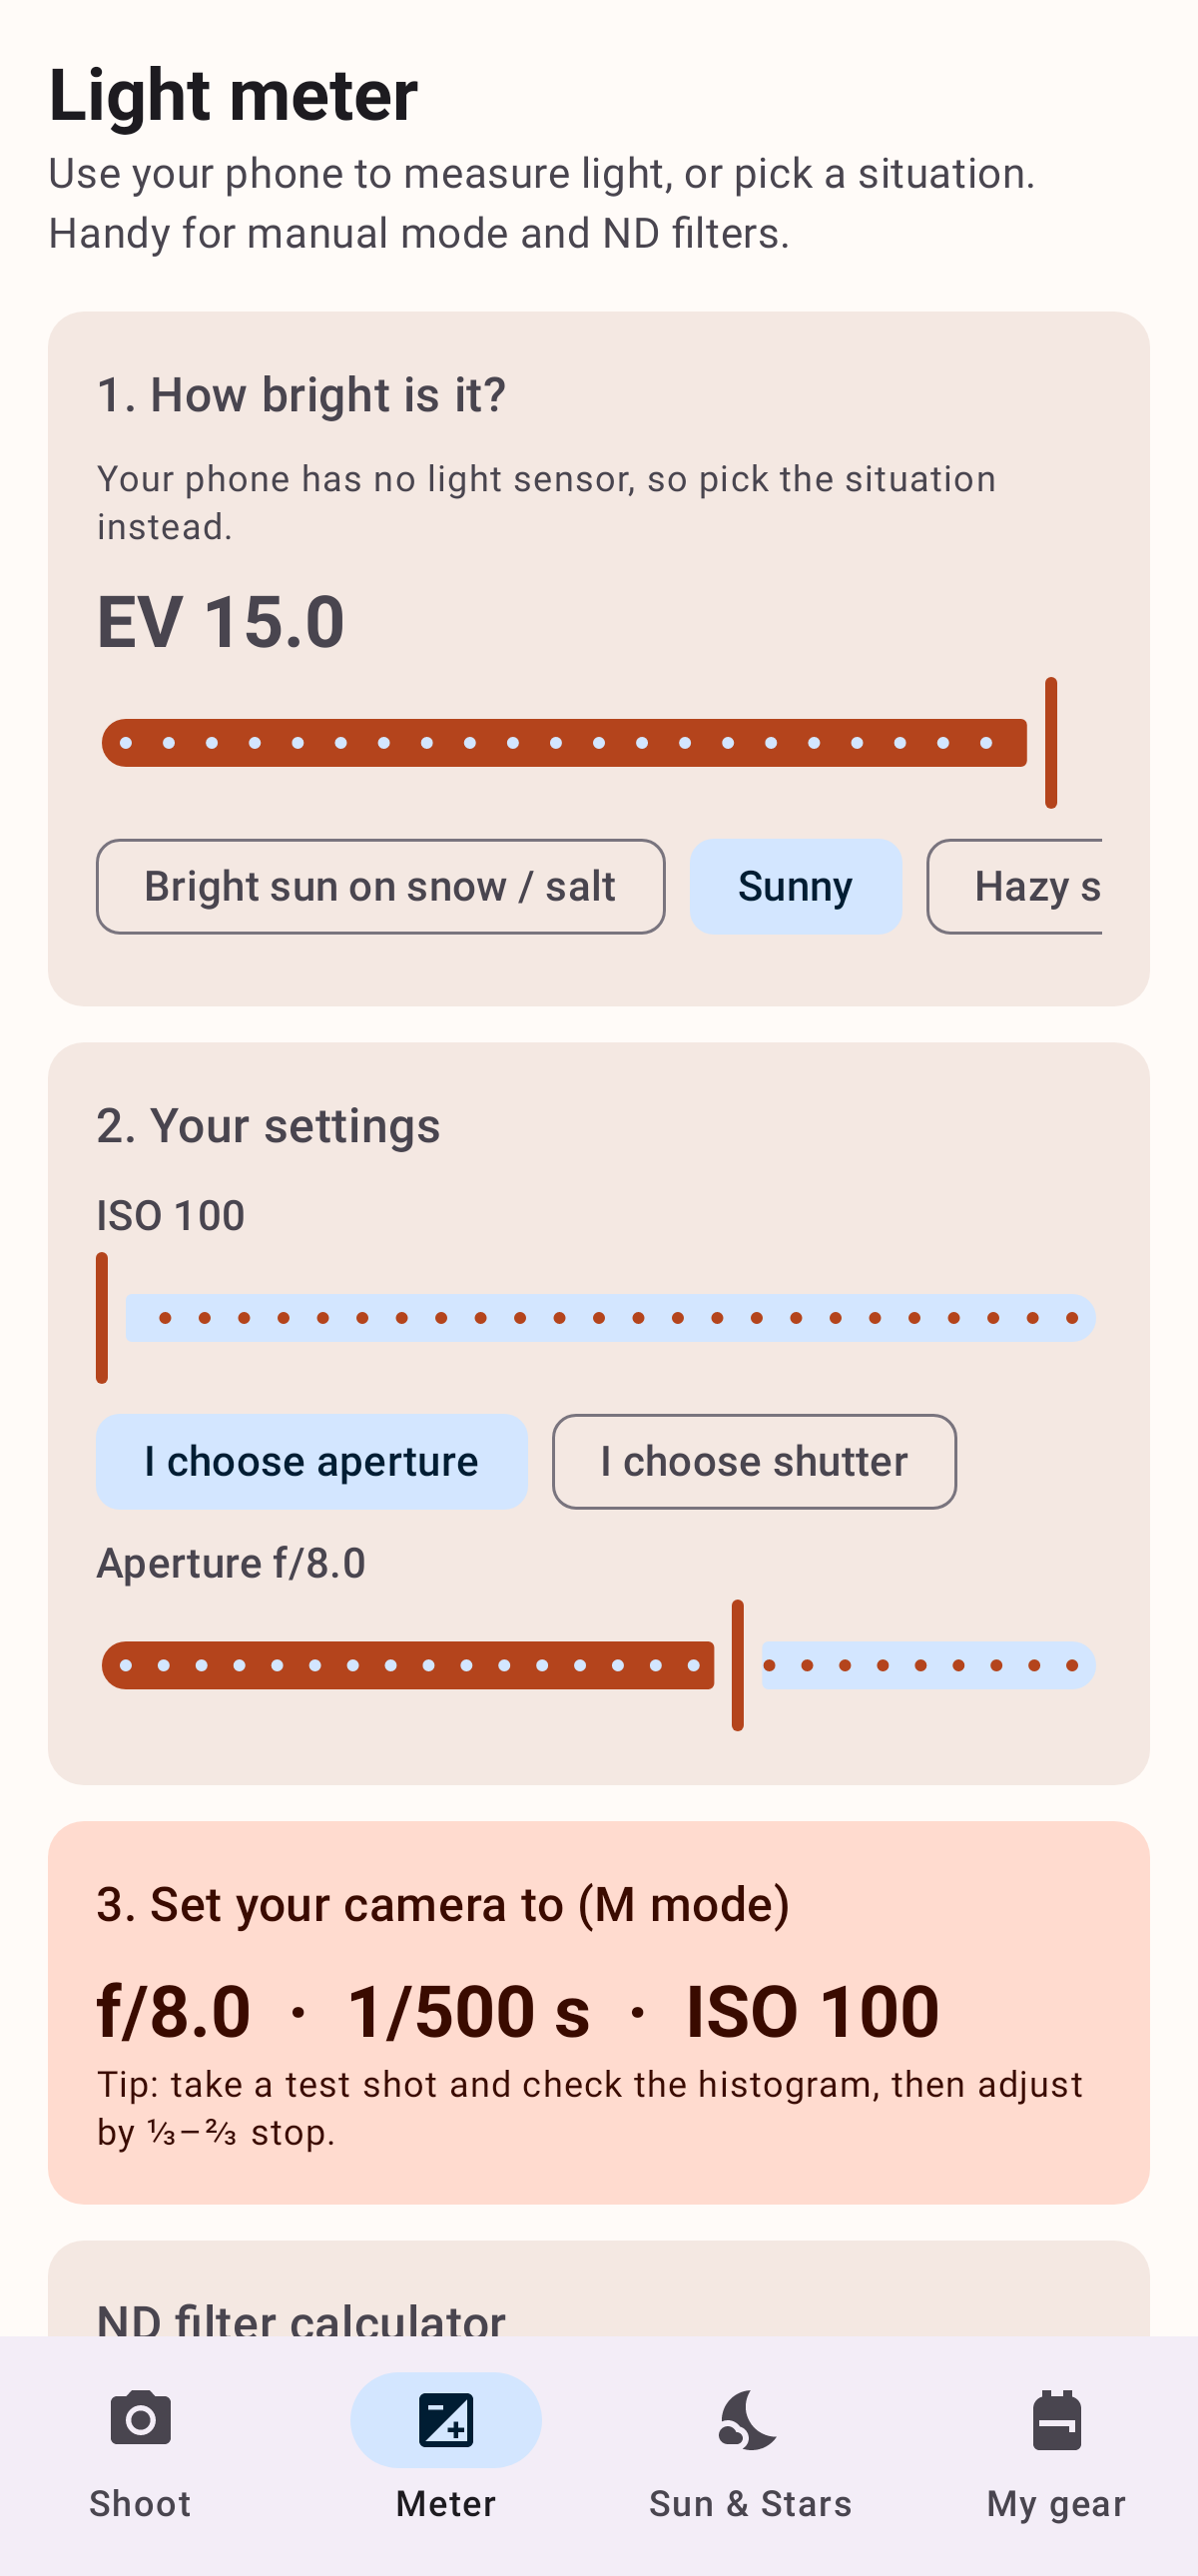 Light meter
Use your phone to measure light, or pick a situation.
Handy for manual mode and ND filters.
1. How bright is it?
Your phone has no light sensor, so pick the situation
instead.
EV 15.0
Bright sun on snow / salt
Sunny
Hazy s
2. Your settings
ISO 100
I choose aperture
I choose shutter
Aperture f/8.0
3. Set your camera to (M mode)
f/8.0 · 1/500 s · ISO 100
Tip: take a test shot and check the histogram, then adjust
by ⅓–⅔ stop.
ND filter calculator
Shoot
Meter
Sun & Stars
My gear